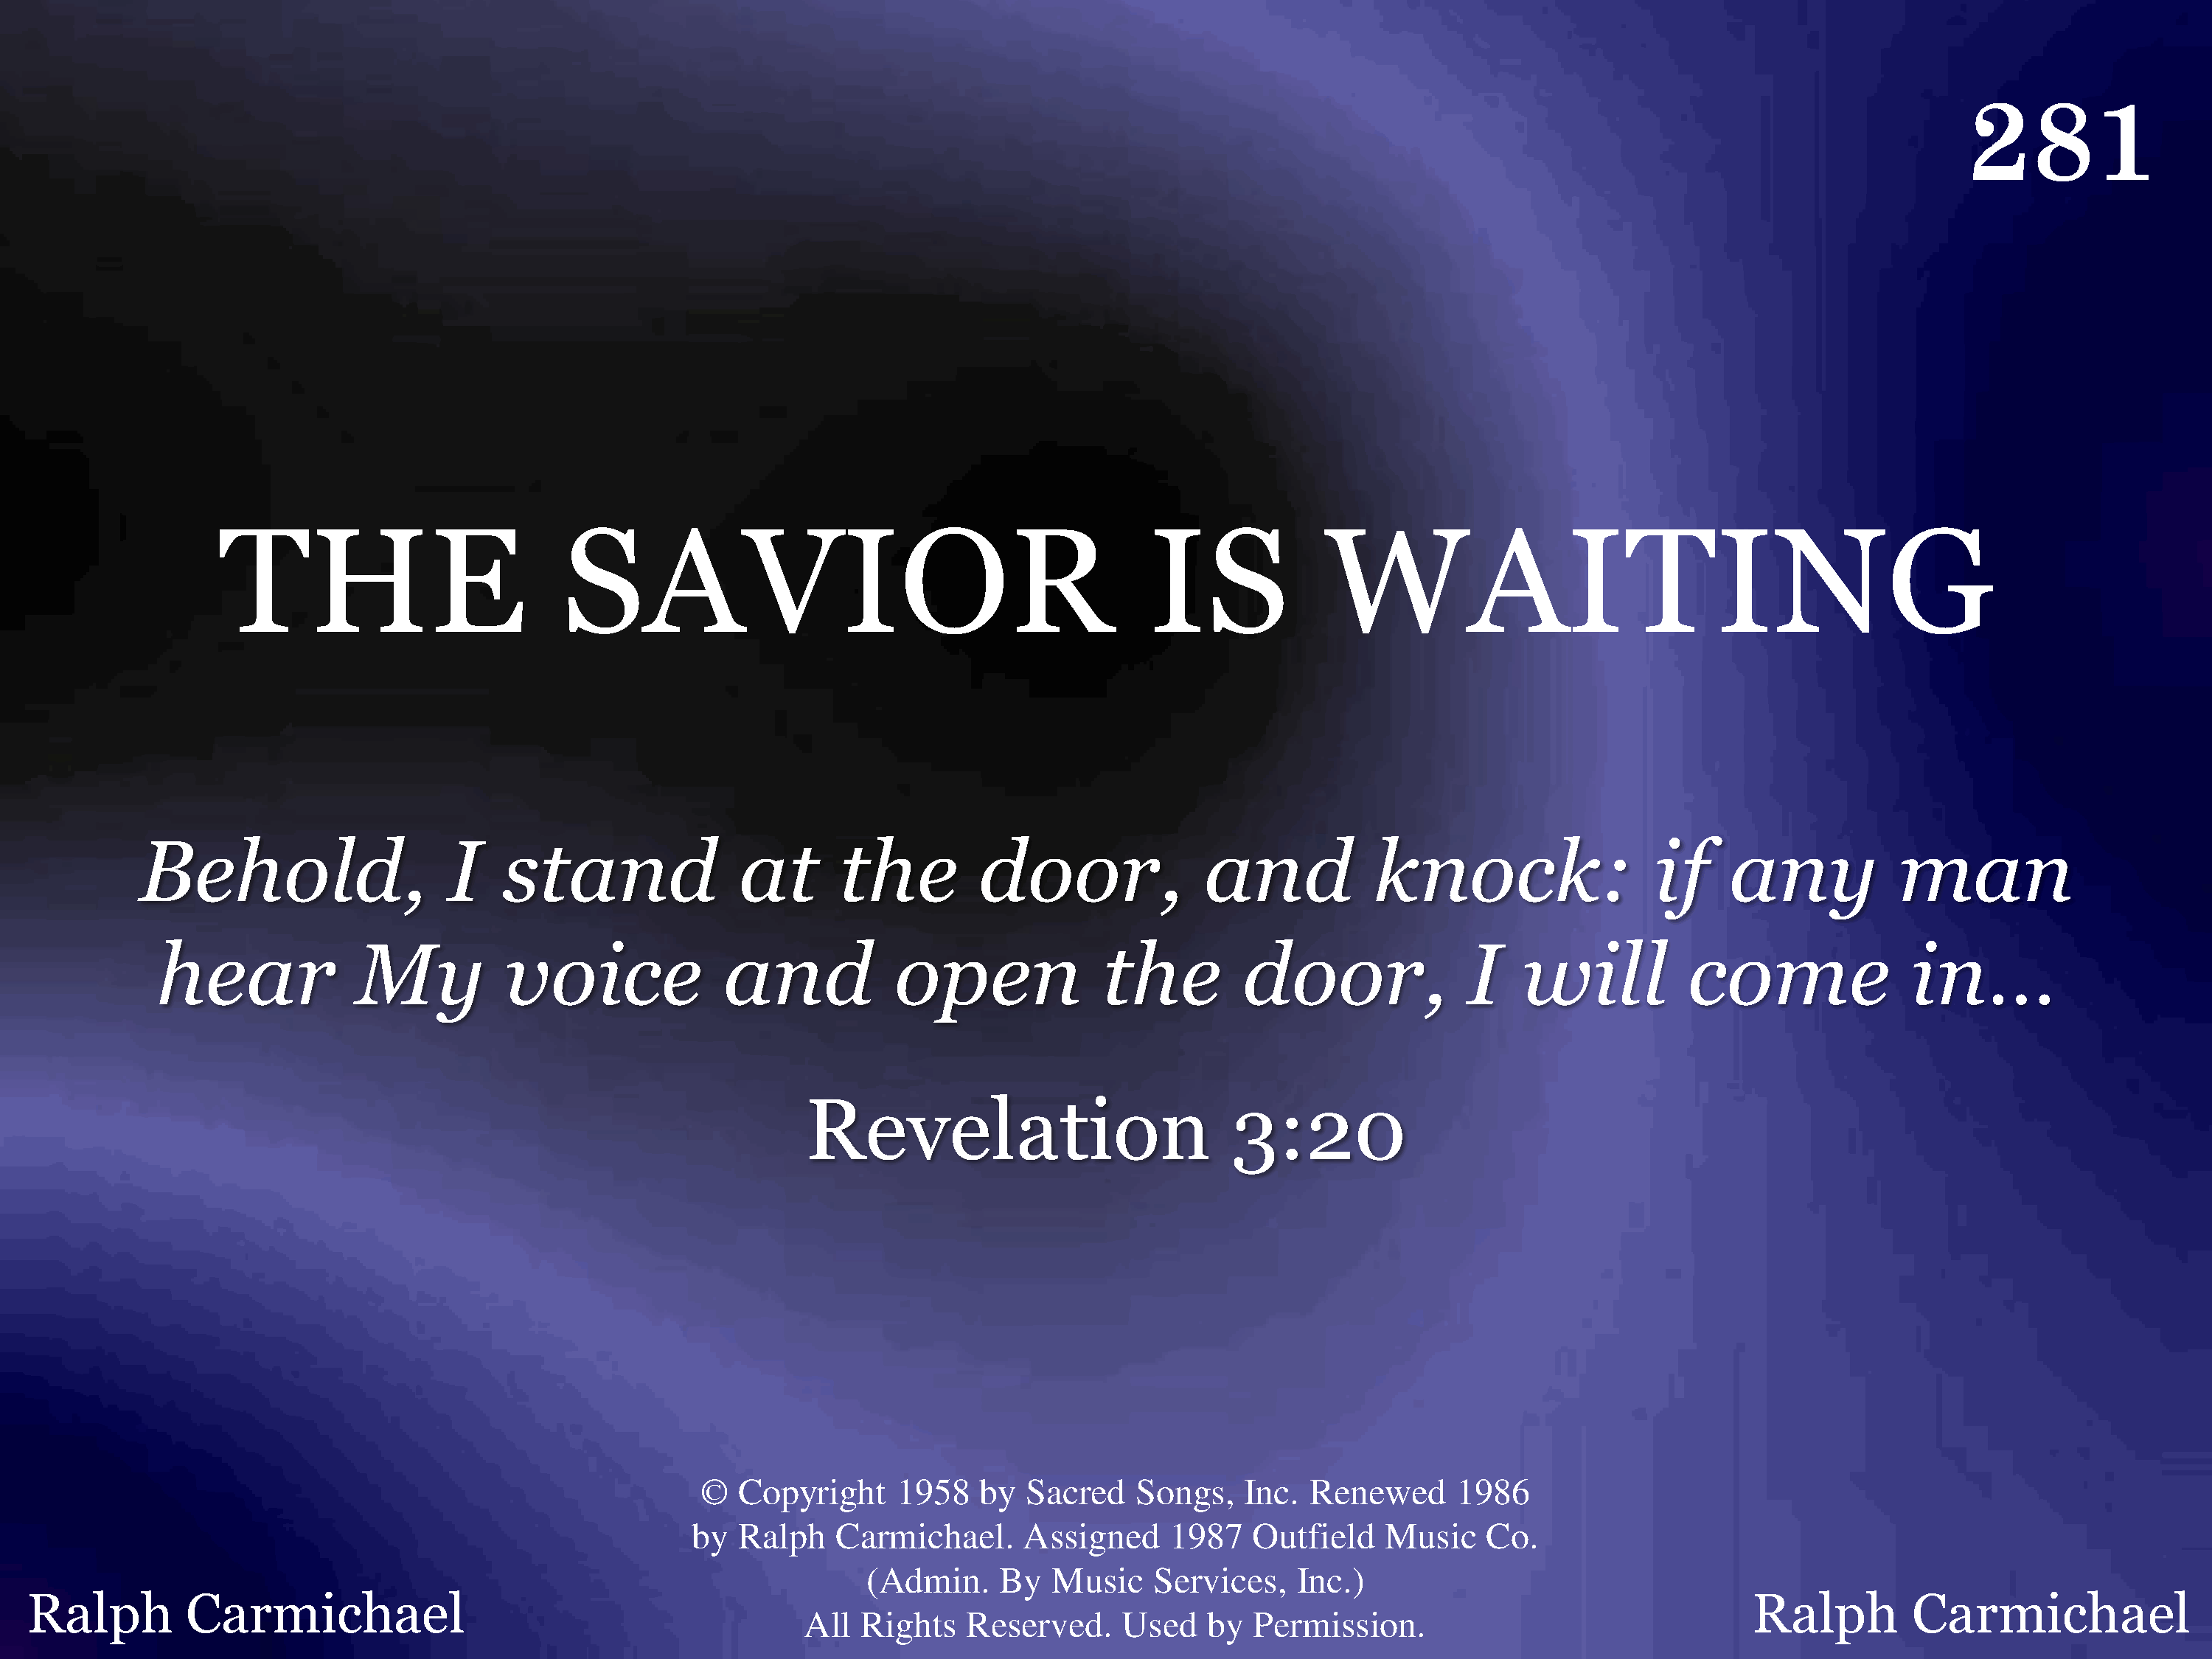 281
THE SAVIOR IS WAITING
Behold, I stand at the door, and knock: if any man
hear My voice and open the door, I will come in...
Revelation 3:20
© Copyright 1958 by Sacred Songs, Inc. Renewed 1986
by Ralph Carmichael. Assigned 1987 Outfield Music Co.
(Admin. By Music Services, Inc.)
All Rights Reserved. Used by Permission.
Ralph Carmichael
Ralph Carmichael